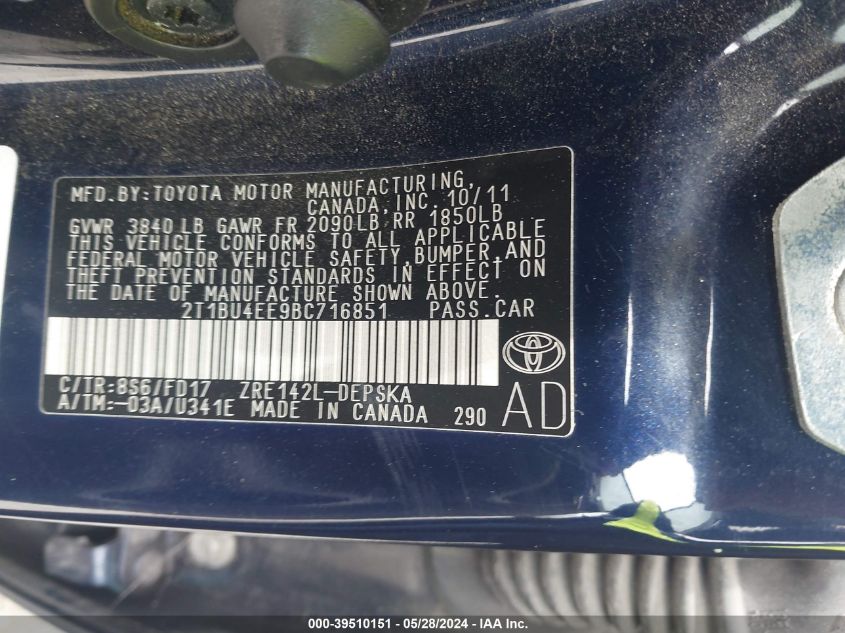 MFD.BY:TOYOTA MOTOR MANUFACTURING,
CANADA,INC. 10/11
GVWR 3840 LB GAWR FR 2090LB RR 1850LB
THIS VEHICLE CONFORMS TO ALL APPLICABLE
FEDERAL MOTOR VEHICLE SAFETY,BUMPER,AND
THEFT PREVENTION STANDARDS IN EFFECT ON
THE DATE OF MANUFACTURE SHOWN ABOVE.
2T1BU4EE9BC716851 PASS.CAR
C/TR:8S6/FD17 ZRE142L-DEPSKA
A/TM:-03A/U341E MADE IN CANADA 290 AD
000-39510151 / 05/28/2024 - IAA Inc.